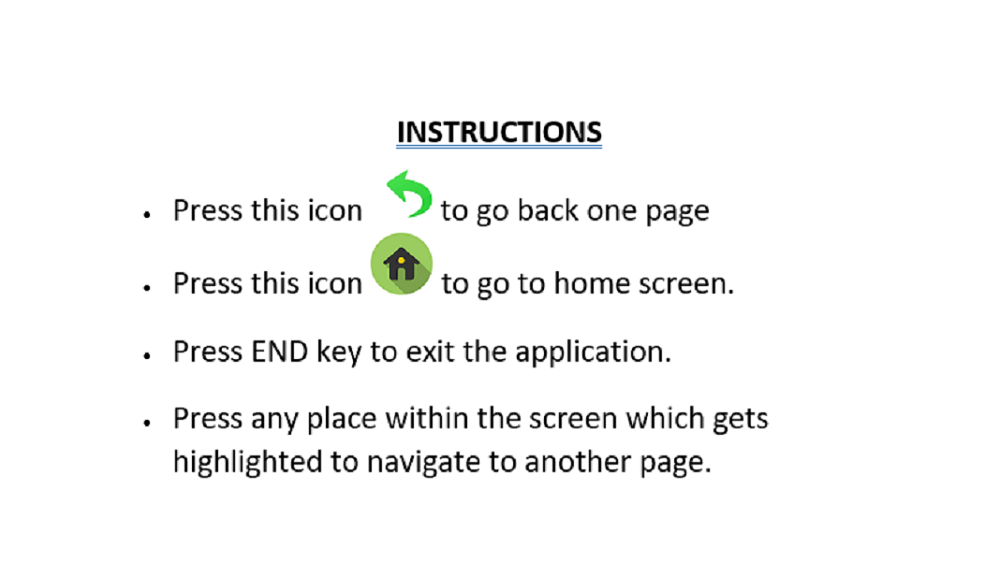 INSTRUCTIONS
• Press this icon to go back one page
• Press this icon to go to home screen.
• Press END key to exit the application.
• Press any place within the screen which gets
highlighted to navigate to another page.